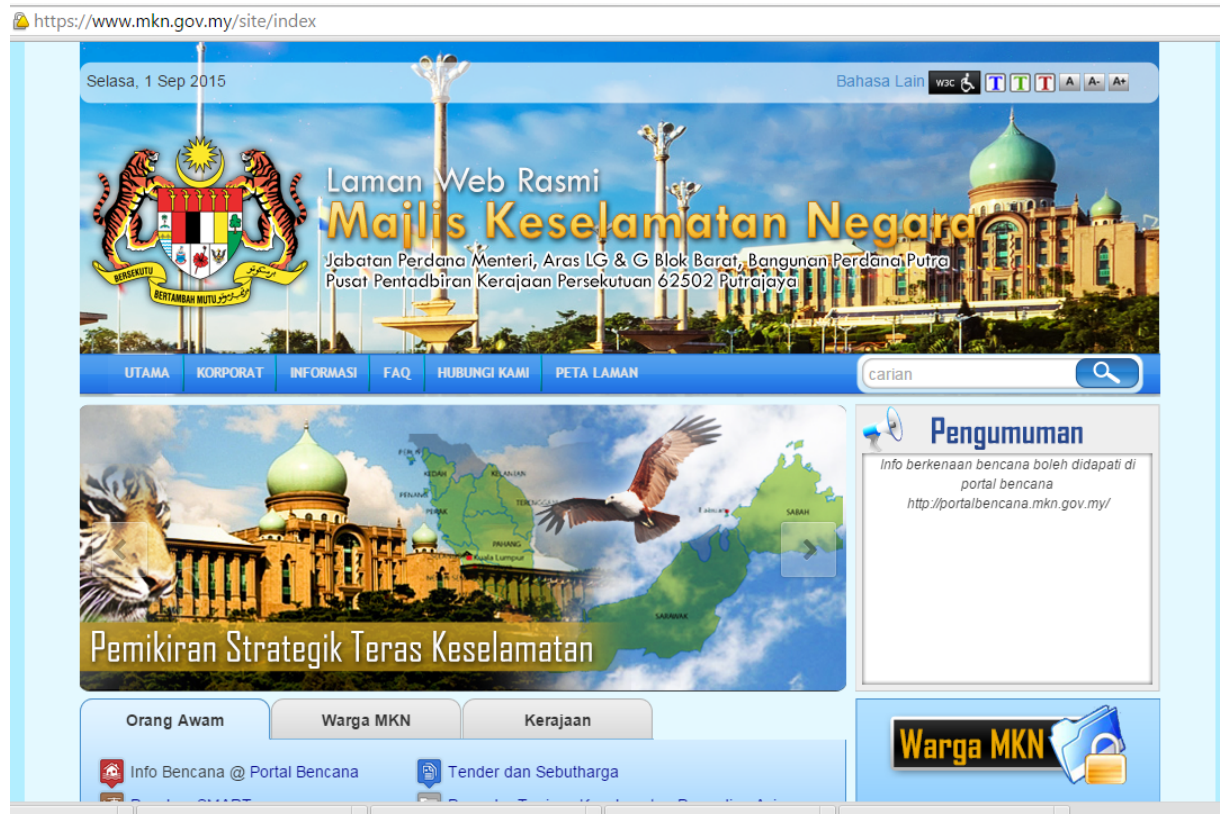 https://www.mkn.gov.my/site/index
Selasa, 1 Sep 2015
Bahasa Lain W3C T T T A A- A+
Laman Web Rasmi
Majlis Keselamatan Negara
Jabatan Perdana Menteri, Aras LG & G Blok Barat, Bangunan Perdana Putra
Pusat Pentadbiran Kerajaan Persekutuan 62502 Putrajaya
BERSEKUTU
BERTAMBAH MUTU
UTAMA KORPORAT INFORMASI FAQ HUBUNGI KAMI PETA LAMAN
carian
KEDAH KELANTAN
PERAK
PAHANG
Kuala Lumpur
SABAH
SARAWAK
Pemikiran Strategik Teras Keselamatan
Pengumuman
Info berkenaan bencana boleh didapati di
portal bencana
http://portalbencana.mkn.gov.my/
Orang Awam Warga MKN Kerajaan
Info Bencana @ Portal Bencana
Tender dan Sebutharga
Warga MKN